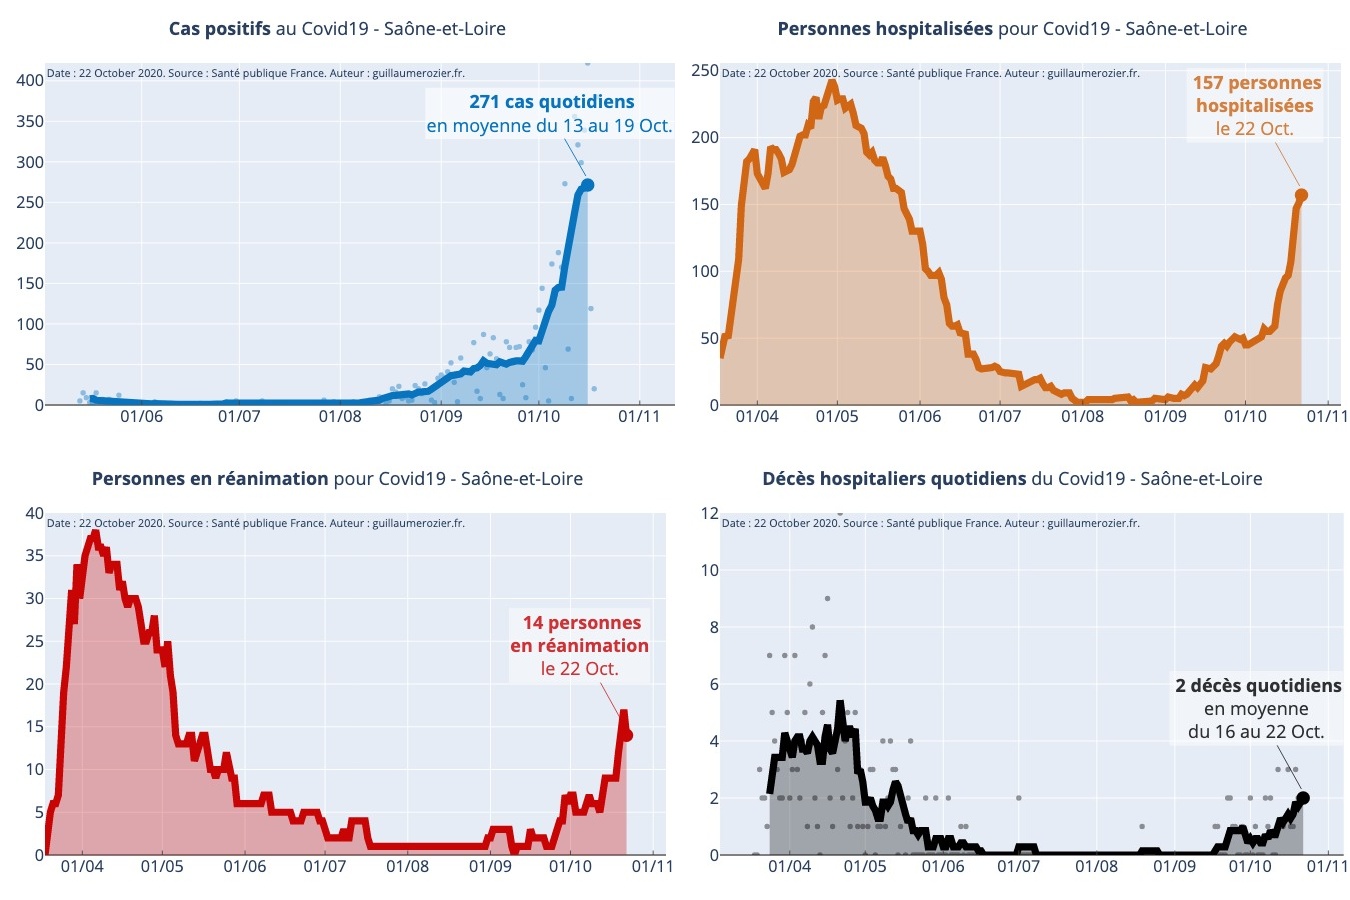 Cas positifs au Covid19 - Saône-et-Loire
Date : 22 October 2020. Source : Santé publique France. Auteur : guillaumerozier.fr.
271 cas quotidiens
en moyenne du 13 au 19 Oct.
400
350
300
250
200
150
100
50
0
01/06 01/07 01/08 01/09 01/10 01/11
Personnes hospitalisées pour Covid19 - Saône-et-Loire
Date : 22 October 2020. Source : Santé publique France. Auteur : guillaumerozier.fr.
157 personnes
hospitalisées
le 22 Oct.
250
200
150
100
50
0
01/04 01/05 01/06 01/07 01/08 01/09 01/10 01/11
Personnes en réanimation pour Covid19 - Saône-et-Loire
Date : 22 October 2020. Source : Santé publique France. Auteur : guillaumerozier.fr.
14 personnes
en réanimation
le 22 Oct.
40
35
30
25
20
15
10
5
0
01/04 01/05 01/06 01/07 01/08 01/09 01/10 01/11
Décès hospitaliers quotidiens du Covid19 - Saône-et-Loire
Date : 22 October 2020. Source : Santé publique France. Auteur : guillaumerozier.fr.
2 décès quotidiens
en moyenne
du 16 au 22 Oct.
12
10
8
6
4
2
0
01/04 01/05 01/06 01/07 01/08 01/09 01/10 01/11